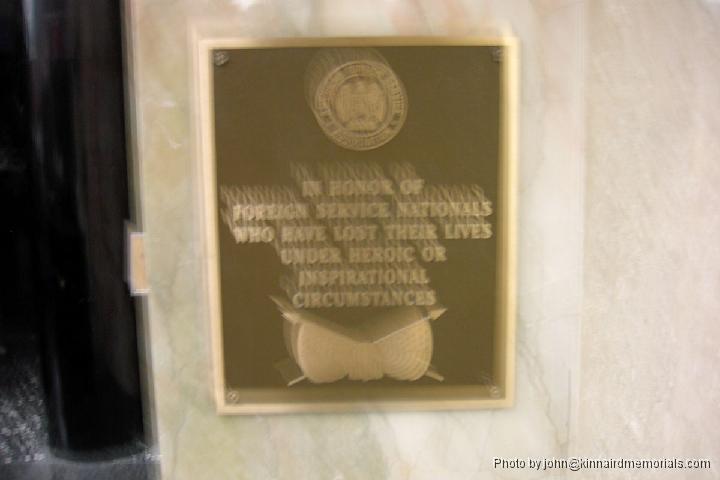 IN HONOR OF
FOREIGN SERVICE NATIONALS
WHO HAVE LOST THEIR LIVES
UNDER HEROIC OR
INSPIRATIONAL
CIRCUMSTANCES
Photo by john@kinnairdmemorials.com